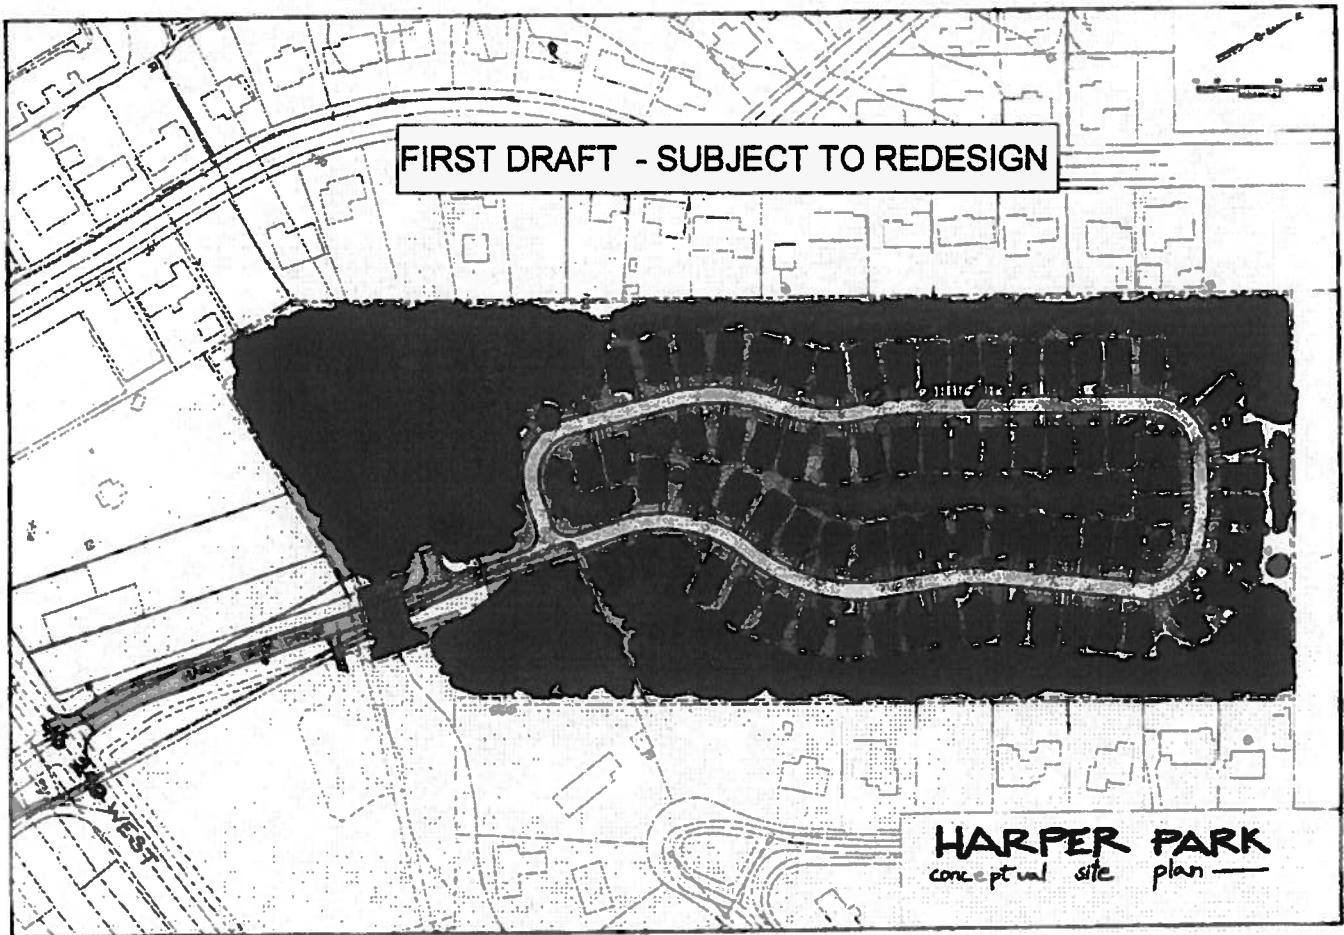 FIRST DRAFT - SUBJECT TO REDESIGN
WEST
HARPER PARK
conceptual site plan